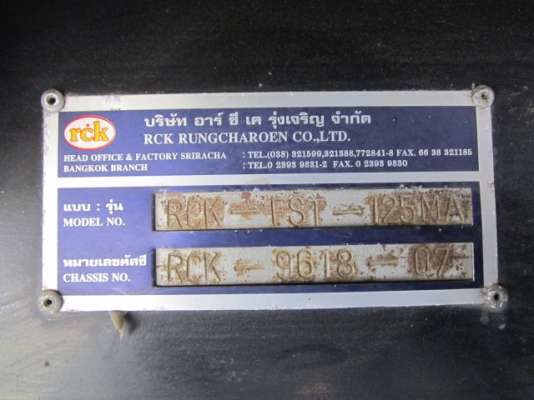 rck
บริษัท อาร์ ซี เค รุ่งเจริญ จำกัด
RCK RUNGCHAROEN CO.,LTD.
HEAD OFFICE & FACTORY SRIRACHA : TEL.(038) 321599,321388,772841-8 FAX. 66 38 321185
BANGKOK BRANCH : TEL.0 2393 9831-2 FAX. 0 2393 9830
แบบ : รุ่น
MODEL NO. RCK - FST - 125MA
หมายเลขคัสซี
CHASSIS NO. RCK - 9618 - 07